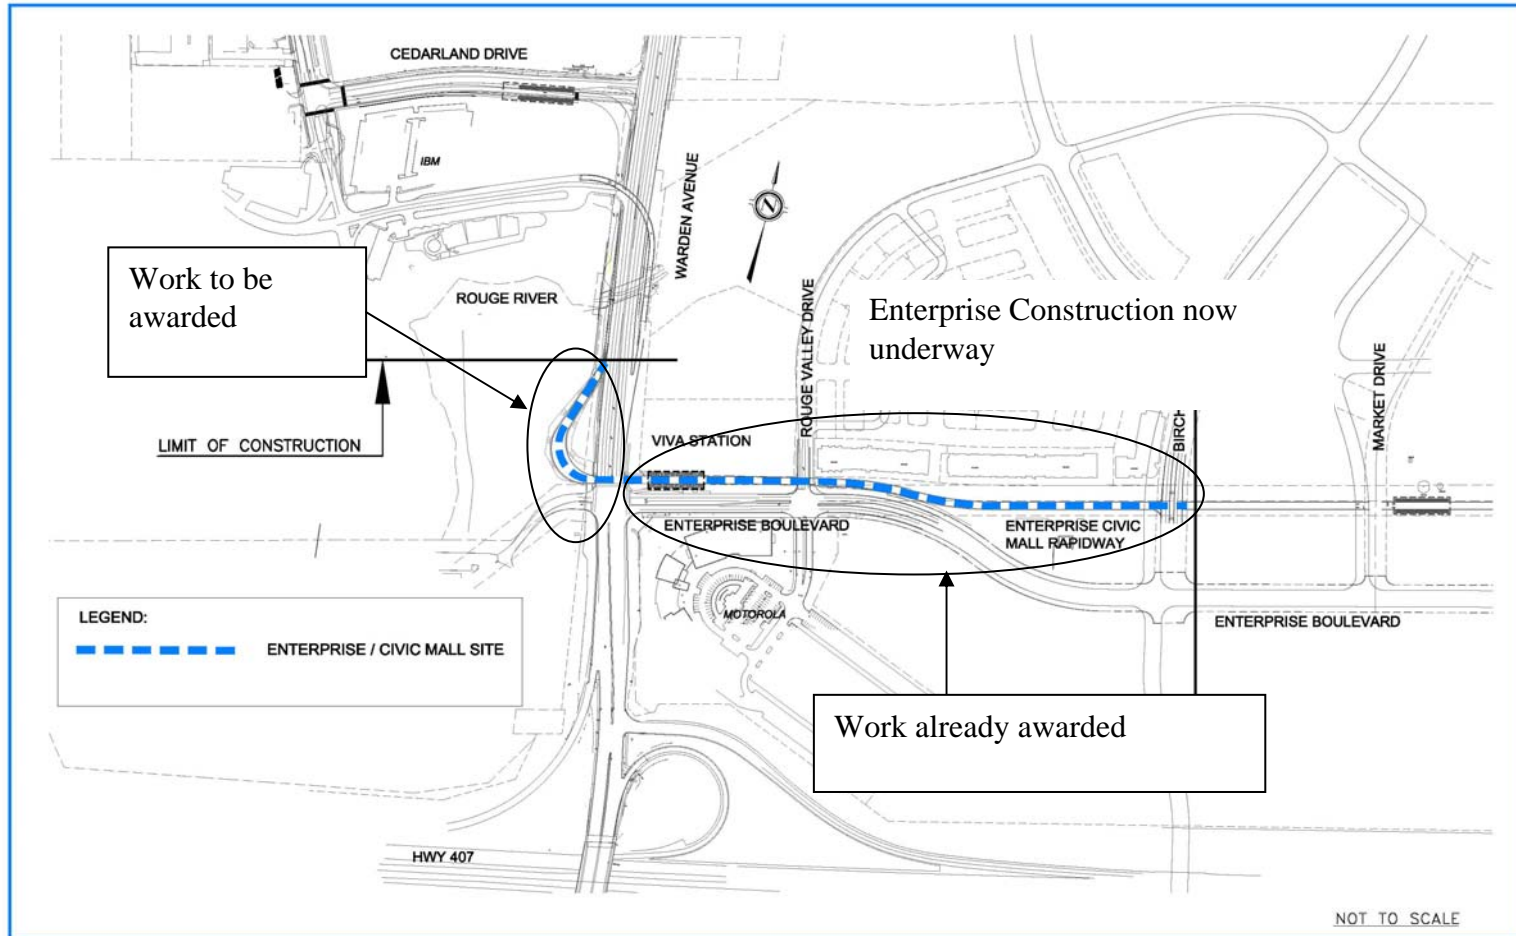 CEDARLAND DRIVE
IBM
WARDEN AVENUE
Work to be
awarded
ROUGE RIVER
ROUGE VALLEY DRIVE
Enterprise Construction now
underway
MARKET DRIVE
LIMIT OF CONSTRUCTION
VIVA STATION
BIRCH
ENTERPRISE BOULEVARD
ENTERPRISE CIVIC
MALL RAPIDWAY
MOTOROLA
LEGEND:
ENTERPRISE / CIVIC MALL SITE
ENTERPRISE BOULEVARD
Work already awarded
HWY 407
NOT TO SCALE